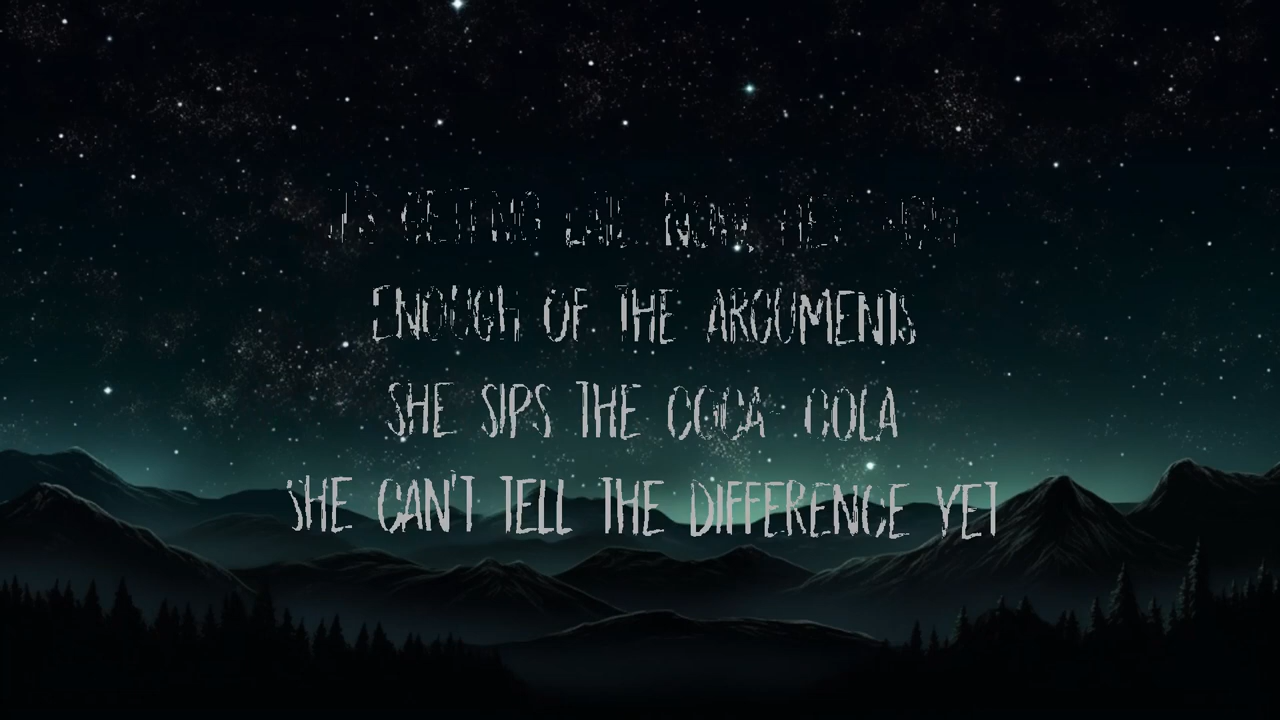 IT'S GETTING LATE NOW,
ENOUGH OF THE ARGUMENTS
SHE SIPS THE COCA- COLA
SHE CAN'T TELL THE DIFFERENCE YET